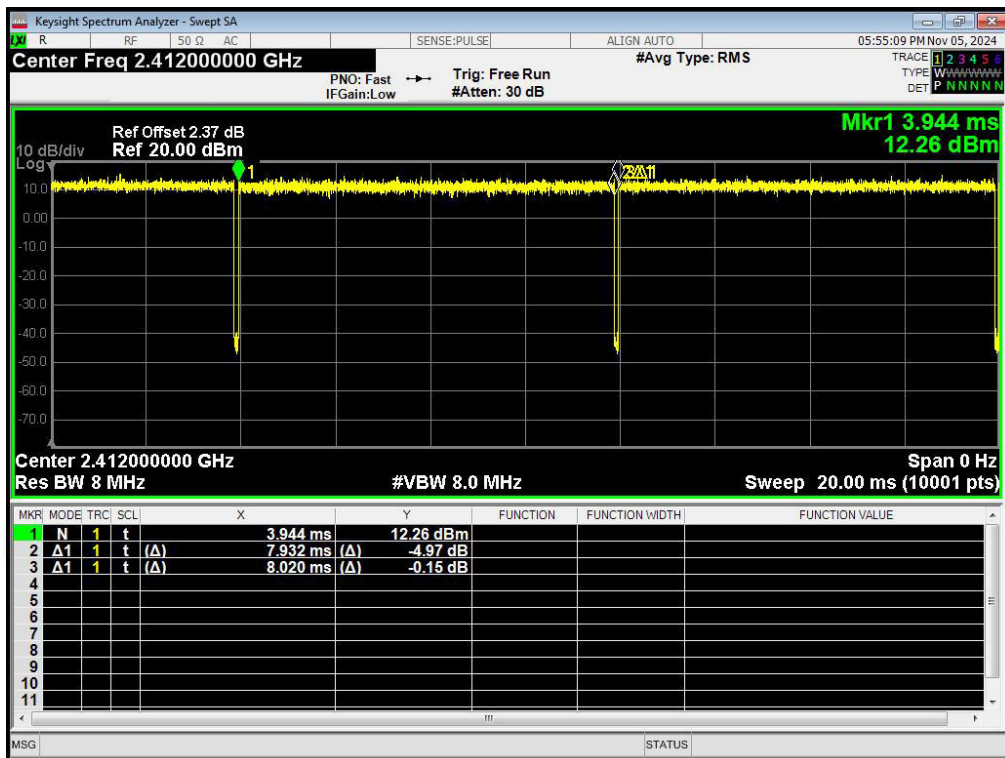 Keysight Spectrum Analyzer - Swept SA
LXI R RF 50 Ω AC SENSE:PULSE ALIGN AUTO 05:55:09 PM Nov 05, 2024
Center Freq 2.412000000 GHz #Avg Type: RMS TRACE 1 2 3 4 5 6
PNO: Fast Trig: Free Run TYPE W
IFGain:Low #Atten: 30 dB DET P N N N N N
Mkr1 3.944 ms
Ref Offset 2.37 dB
10 dB/div Ref 20.00 dBm 12.26 dBm
Log
1
10.0
0.00
-10.0
-20.0
-30.0
-40.0
-50.0
-60.0
-70.0
Center 2.412000000 GHz Span 0 Hz
Res BW 8 MHz #VBW 8.0 MHz Sweep 20.00 ms (10001 pts)
MKR MODE TRC SCL X Y FUNCTION FUNCTION WIDTH FUNCTION VALUE
1 N 1 t 3.944 ms 12.26 dBm
2 Δ1 1 t (Δ) 7.932 ms (Δ) -4.97 dB
3 Δ1 1 t (Δ) 8.020 ms (Δ) -0.15 dB
4
5
6
7
8
9
10
11
MSG STATUS